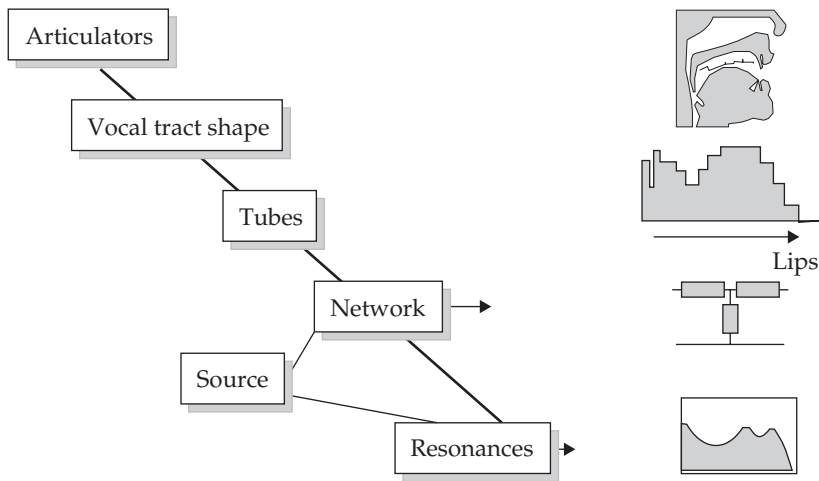 Articulators
Vocal tract shape
Tubes
Lips
Network
Source
Resonances